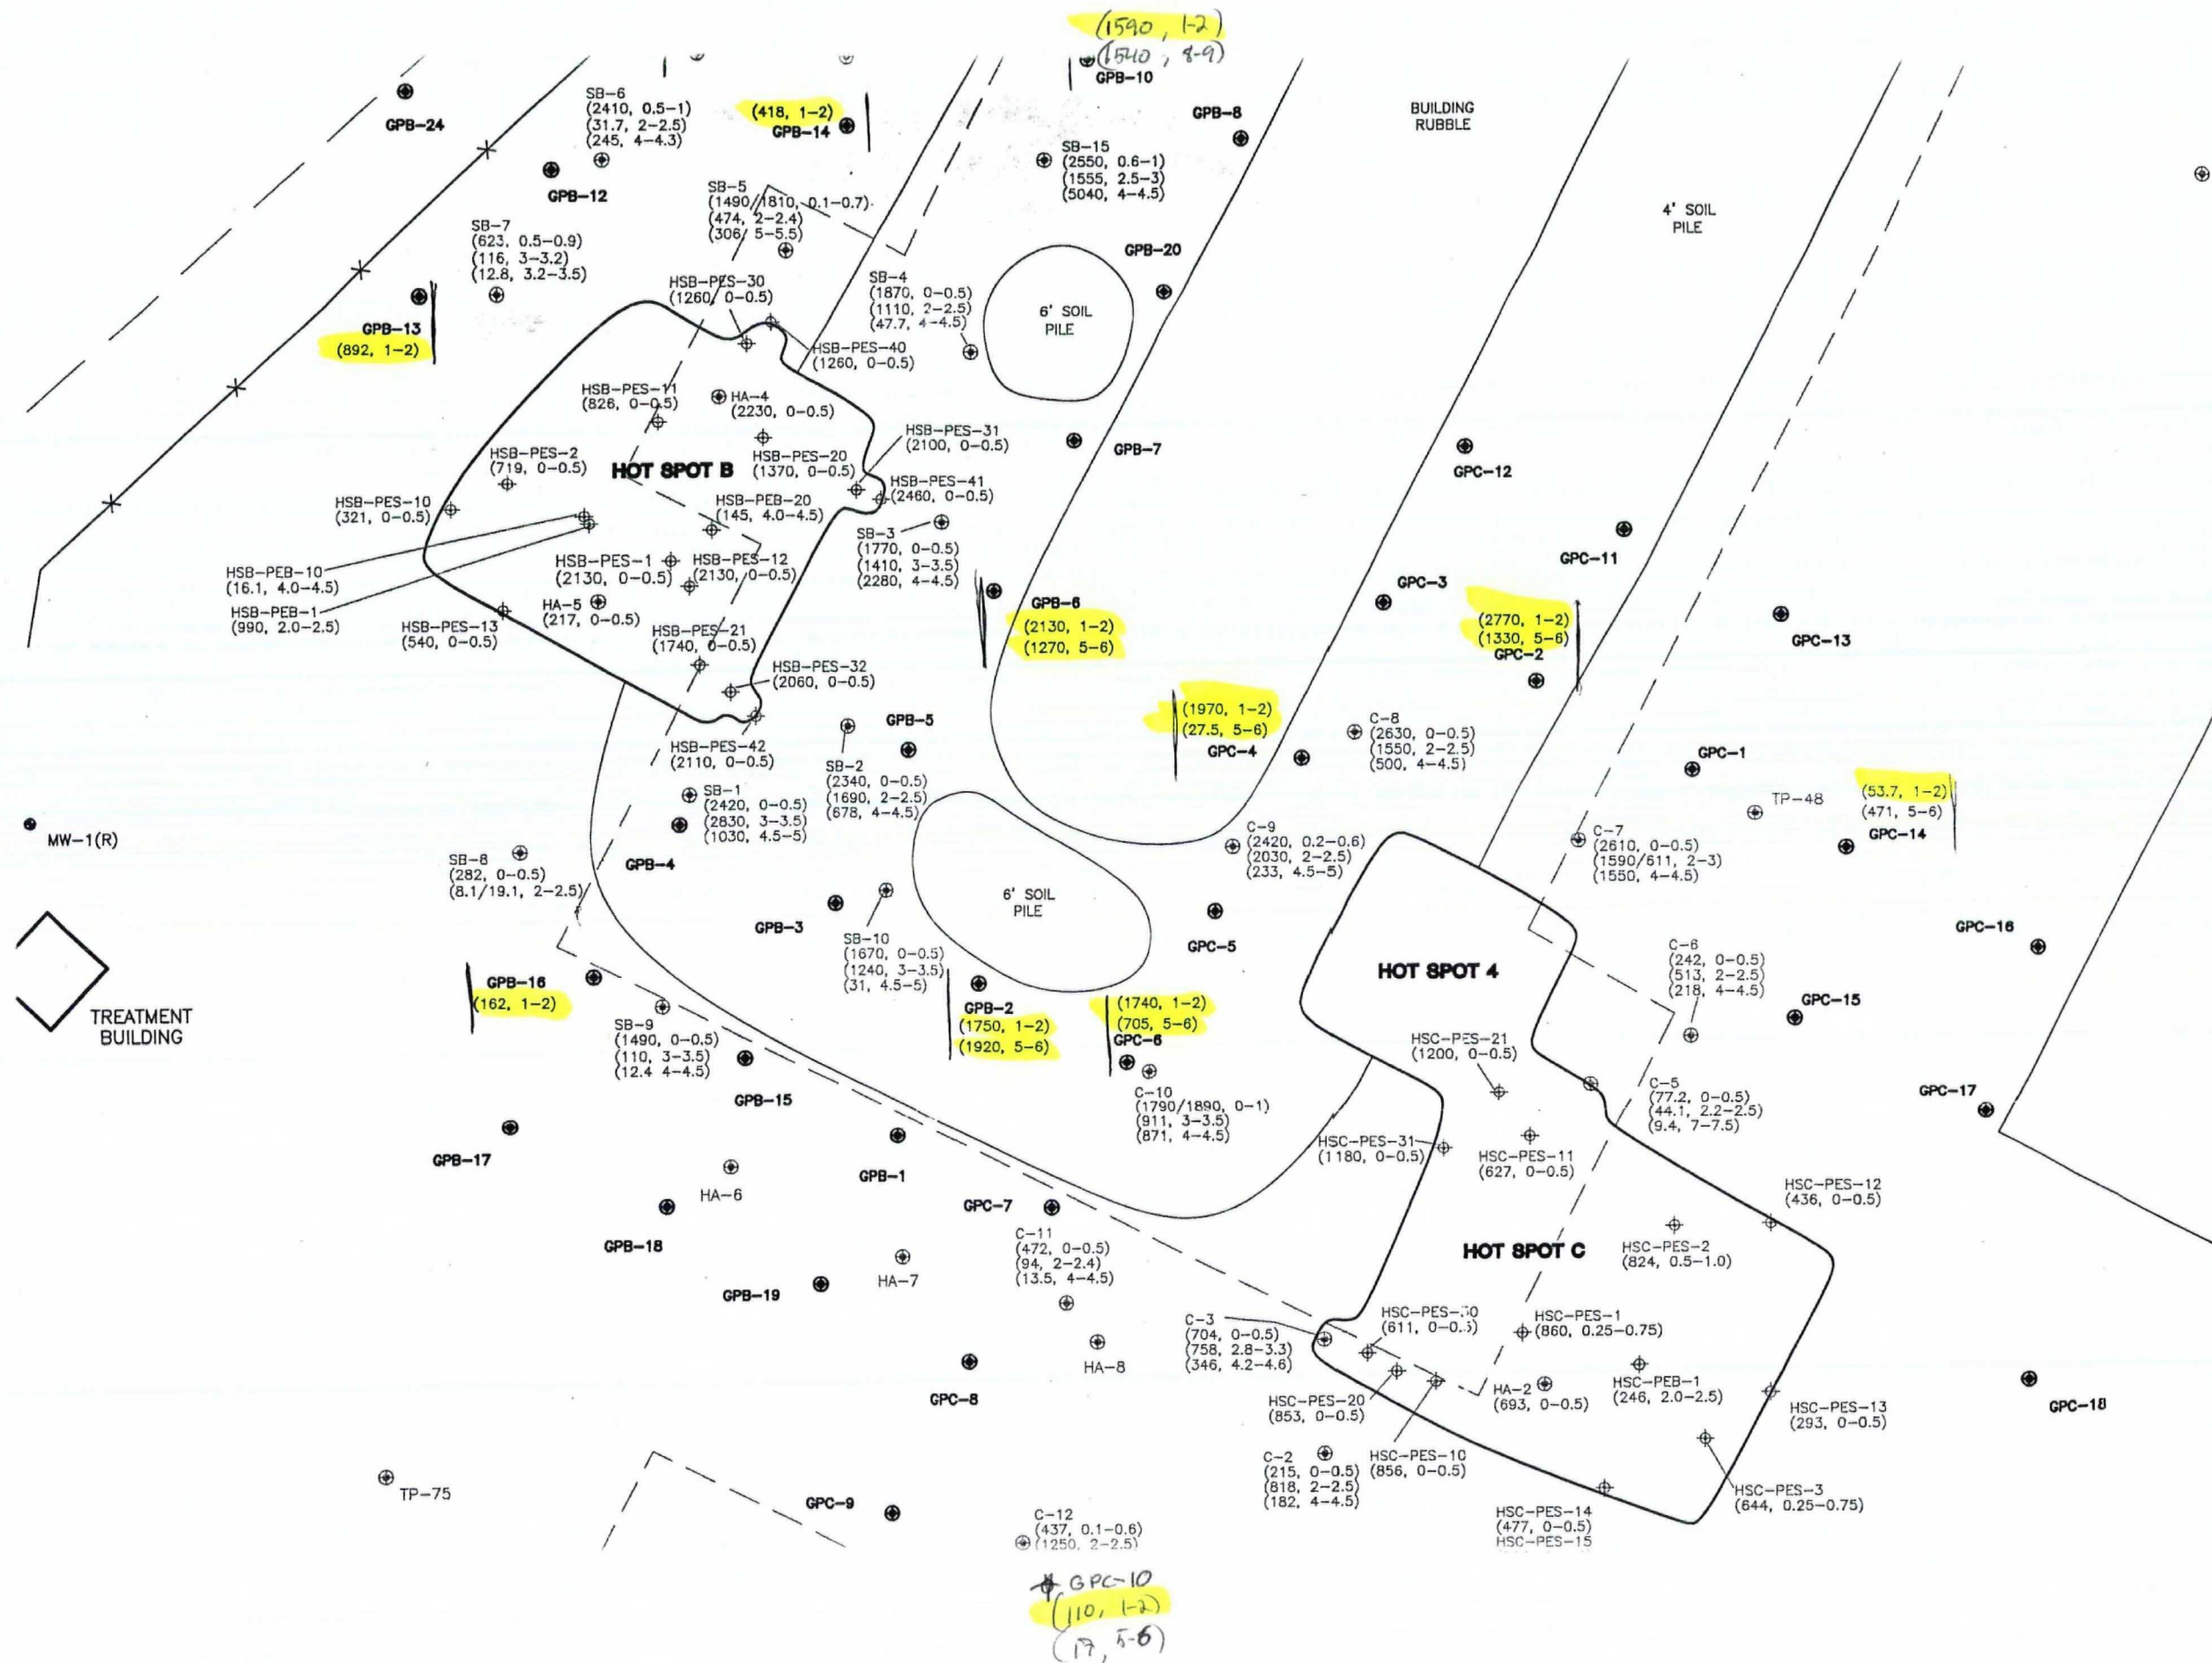 (1590, 1-2)
(1540, 8-9)
GPB-10
GPB-24
SB-6
(2410, 0.5-1)
(31.7, 2-2.5)
(245, 4-4.3)
(418, 1-2)
GPB-14
GPB-8
BUILDING
RUBBLE
GPB-12
SB-15
(2550, 0.6-1)
(1555, 2.5-3)
(5040, 4-4.5)
SB-5
(1490/1810, 0.1-0.7)
(474, 2-2.4)
(306, 5-5.5)
4' SOIL
PILE
SB-7
(623, 0.5-0.9)
(116, 3-3.2)
(12.8, 3.2-3.5)
GPB-20
HSB-PES-30
(1260, 0-0.5)
SB-4
(1870, 0-0.5)
(1110, 2-2.5)
(47.7, 4-4.5)
6' SOIL
PILE
GPB-13
(892, 1-2)
HSB-PES-40
(1260, 0-0.5)
HSB-PES-11
(826, 0-0.5)
HA-4
(2230, 0-0.5)
HSB-PES-31
(2100, 0-0.5)
GPB-7
GPC-12
HSB-PES-2
(719, 0-0.5)
HOT SPOT B
HSB-PES-20
(1370, 0-0.5)
HSB-PES-41
(2460, 0-0.5)
HSB-PES-10
(321, 0-0.5)
HSB-PEB-20
(145, 4.0-4.5)
SB-3
(1770, 0-0.5)
(1410, 3-3.5)
(2280, 4-4.5)
GPC-11
HSB-PEB-10
(16.1, 4.0-4.5)
HSB-PES-1
(2130, 0-0.5)
HSB-PES-12
(2130, 0-0.5)
GPC-3
HSB-PEB-1
(990, 2.0-2.5)
HA-5
(217, 0-0.5)
GPB-6
(2130, 1-2)
(1270, 5-6)
(2770, 1-2)
(1330, 5-6)
GPC-2
GPC-13
HSB-PES-13
(540, 0-0.5)
HSB-PES-21
(1740, 0-0.5)
HSB-PES-32
(2060, 0-0.5)
(1970, 1-2)
(27.5, 5-6)
GPC-4
GPB-5
C-8
(2630, 0-0.5)
(1550, 2-2.5)
(500, 4-4.5)
HSB-PES-42
(2110, 0-0.5)
SB-2
(2340, 0-0.5)
(1690, 2-2.5)
(678, 4-4.5)
GPC-1
SB-1
(2420, 0-0.5)
(2830, 3-3.5)
(1030, 4.5-5)
TP-48
(53.7, 1-2)
(471, 5-6)
GPC-14
MW-1(R)
GPB-4
C-9
(2420, 0.2-0.6)
(2030, 2-2.5)
(233, 4.5-5)
C-7
(2610, 0-0.5)
(1590/611, 2-3)
(1550, 4-4.5)
SB-8
(282, 0-0.5)
(8.1/19.1, 2-2.5)
6' SOIL
PILE
GPB-3
SB-10
(1670, 0-0.5)
(1240, 3-3.5)
(31, 4.5-5)
GPC-5
GPC-16
C-6
(242, 0-0.5)
(513, 2-2.5)
(218, 4-4.5)
HOT SPOT 4
GPB-16
(162, 1-2)
GPB-2
(1750, 1-2)
(1920, 5-6)
(1740, 1-2)
(705, 5-6)
GPC-6
GPC-15
TREATMENT
BUILDING
SB-9
(1490, 0-0.5)
(110, 3-3.5)
(12.4 4-4.5)
HSC-PES-21
(1200, 0-0.5)
GPB-15
C-10
(1790/1890, 0-1)
(911, 3-3.5)
(871, 4-4.5)
C-5
(77.2, 0-0.5)
(44.1, 2.2-2.5)
(9.4, 7-7.5)
GPC-17
GPB-17
HSC-PES-31
(1180, 0-0.5)
HSC-PES-11
(627, 0-0.5)
GPB-1
HA-6
HSC-PES-12
(436, 0-0.5)
GPC-7
GPB-18
C-11
(472, 0-0.5)
(94, 2-2.4)
(13.5, 4-4.5)
HOT SPOT C
HSC-PES-2
(824, 0.5-1.0)
HA-7
GPB-19
C-3
(704, 0-0.5)
(758, 2.8-3.3)
(346, 4.2-4.6)
HSC-PES-30
(611, 0-0.5)
HSC-PES-1
(860, 0.25-0.75)
HA-8
GPC-8
HSC-PES-20
(853, 0-0.5)
HA-2
(693, 0-0.5)
HSC-PEB-1
(246, 2.0-2.5)
HSC-PES-13
(293, 0-0.5)
GPC-18
C-2
(215, 0-0.5)
(818, 2-2.5)
(182, 4-4.5)
HSC-PES-10
(856, 0-0.5)
TP-75
GPC-9
HSC-PES-3
(644, 0.25-0.75)
C-12
(437, 0.1-0.6)
(1250, 2-2.5)
HSC-PES-14
(477, 0-0.5)
HSC-PES-15
GPC-10
(110, 1-2)
(17, 5-6)